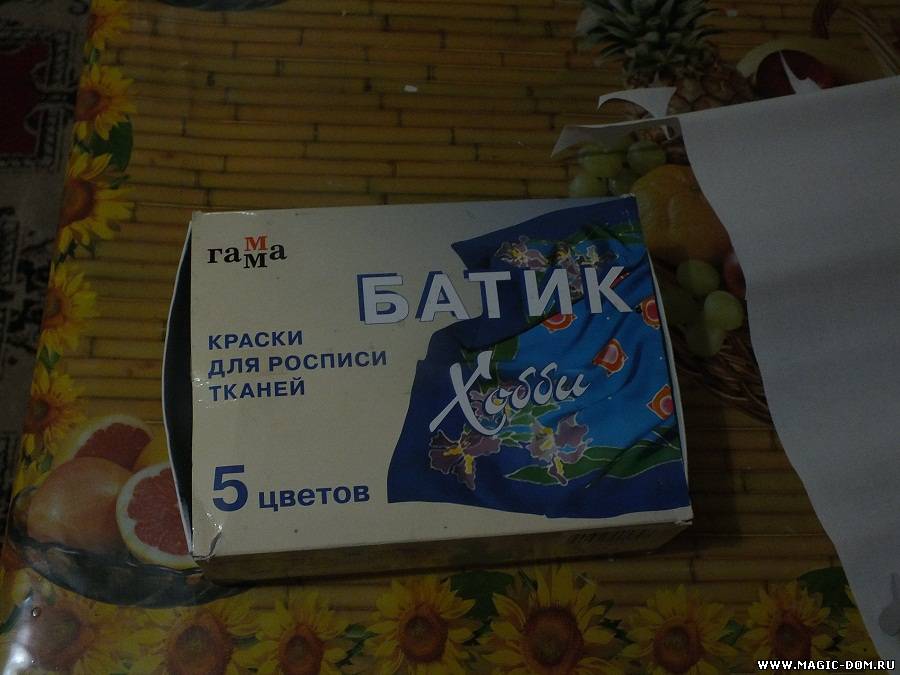 гамма
БАТИК
КРАСКИ
ДЛЯ РОСПИСИ
ТКАНЕЙ
Хобби
5 цветов
WWW.MAGIC-DOM.RU